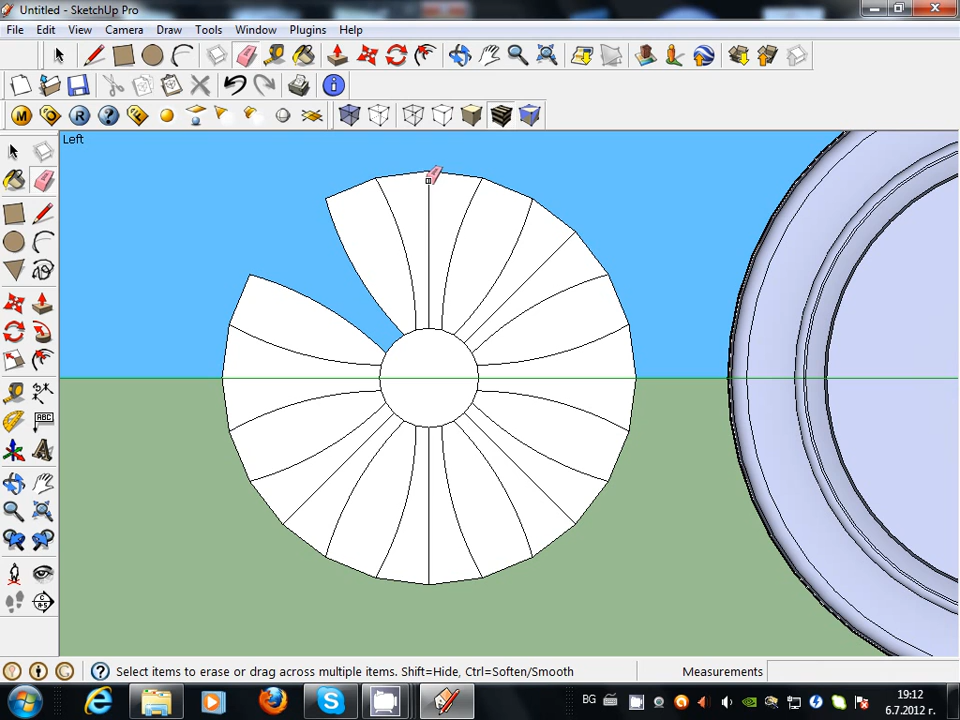 Untitled - SketchUp Pro
File Edit View Camera Draw Tools Window Plugins Help
M O R ?
Left
ABC
A
Select items to erase or drag across multiple items. Shift=Hide, Ctrl=Soften/Smooth
Measurements
BG
19:12
6.7.2012 г.